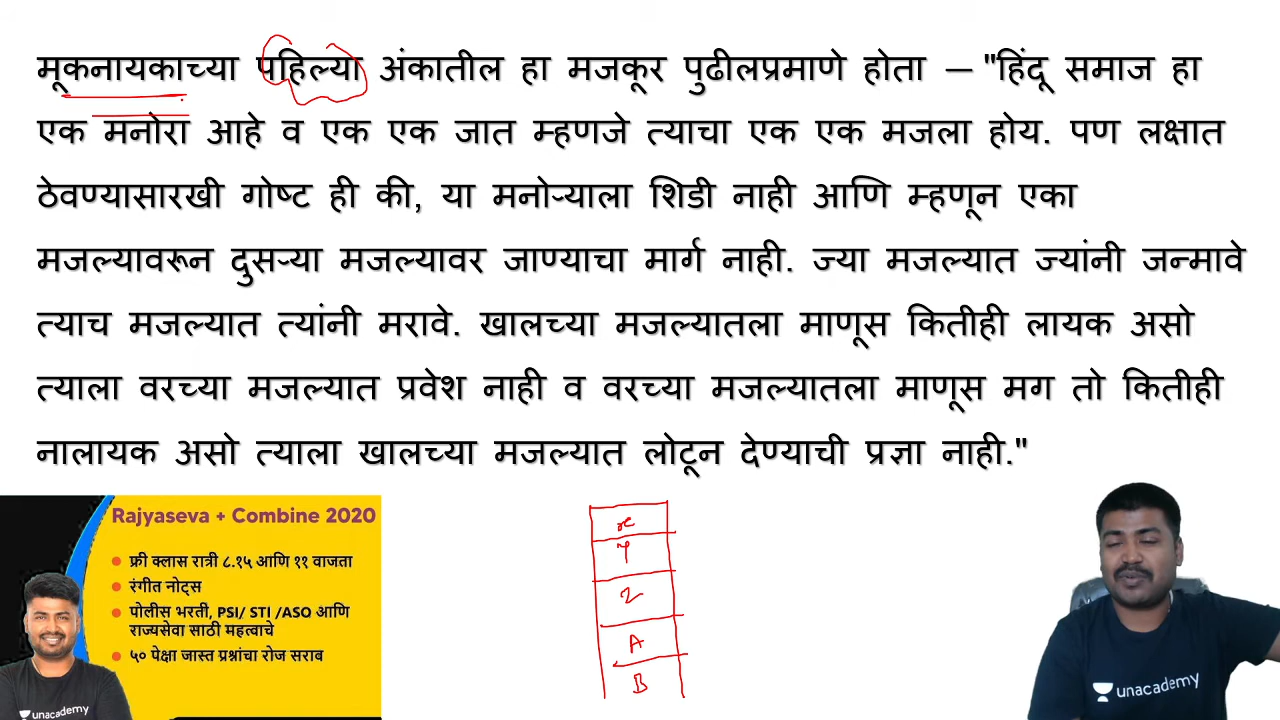 मूकनायकाच्या पहिल्या अंकातील हा मजकूर पुढीलप्रमाणे होता — "हिंदू समाज हा
एक मनोरा आहे व एक एक जात म्हणजे त्याचा एक एक मजला होय. पण लक्षात
ठेवण्यासारखी गोष्ट ही की, या मनोऱ्याला शिडी नाही आणि म्हणून एका
मजल्यावरून दुसऱ्या मजल्यावर जाण्याचा मार्ग नाही. ज्या मजल्यात ज्यांनी जन्मावे
त्याच मजल्यात त्यांनी मरावे. खालच्या मजल्यातला माणूस कितीही लायक असो
त्याला वरच्या मजल्यात प्रवेश नाही व वरच्या मजल्यातला माणूस मग तो कितीही
नालायक असो त्याला खालच्या मजल्यात लोटून देण्याची प्रज्ञा नाही."
Rajyaseva + Combine 2020
फ्री क्लास रात्री ८.१५ आणि ११ वाजता
रंगीत नोट्स
पोलीस भरती, PSI/ STI /ASO आणि
राज्यसेवा साठी महत्वाचे
५० पेक्षा जास्त प्रश्नांचा रोज सराव
unacademy
A
B
unacademy